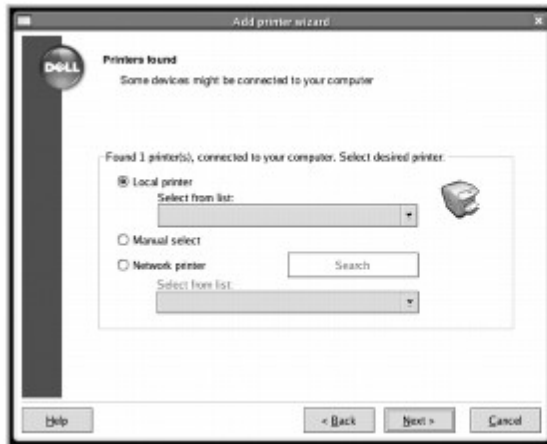 Add printer wizard
DELL
Printers found
Some devices might be connected to your computer
Found 1 printer(s), connected to your computer. Select desired printer.
Local printer
Select from list:
Manual select
Network printer
Search
Select from list:
Help
< Back
Next >
Cancel